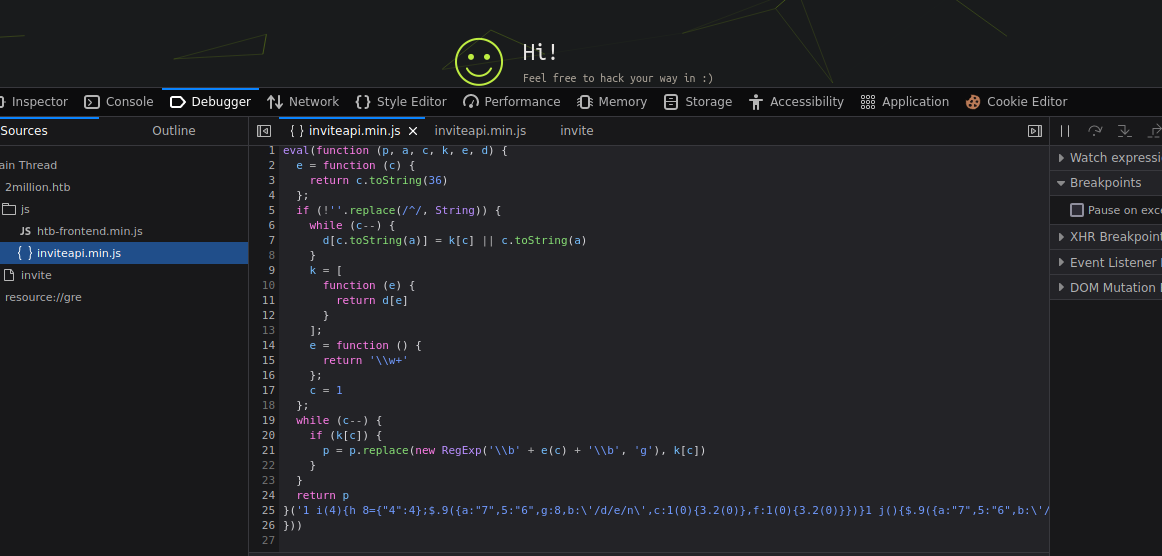 Hi!
Feel free to hack your way in :)
Inspector Console Debugger Network Style Editor Performance Memory Storage Accessibility Application Cookie Editor
Sources Outline { } inviteapi.min.js × inviteapi.min.js invite
ain Thread
2million.htb
js
JS htb-frontend.min.js
{ } inviteapi.min.js
invite
resource://gre
1 eval(function (p, a, c, k, e, d) {
2 e = function (c) {
3 return c.toString(36)
4 };
5 if (!''.replace(/^/, String)) {
6 while (c--) {
7 d[c.toString(a)] = k[c] || c.toString(a)
8 }
9 k = [
10 function (e) {
11 return d[e]
12 }
13 ];
14 e = function () {
15 return '\\w+'
16 };
17 c = 1
18 };
19 while (c--) {
20 if (k[c]) {
21 p = p.replace(new RegExp('\\b' + e(c) + '\\b', 'g'), k[c])
22 }
23 }
24 return p
25 }('1 i(4){h 8={"4":4};$.9({a:"7",5:"6",g:8,b:\'/d/e/n\',c:1(0){3.2(0)},f:1(0){3.2(0)}})}1 j(){$.9({a:"7",5:"6",b:\'/
26 }))
27
Watch expressi
Breakpoints
Pause on exce
XHR Breakpoint
Event Listener
DOM Mutation